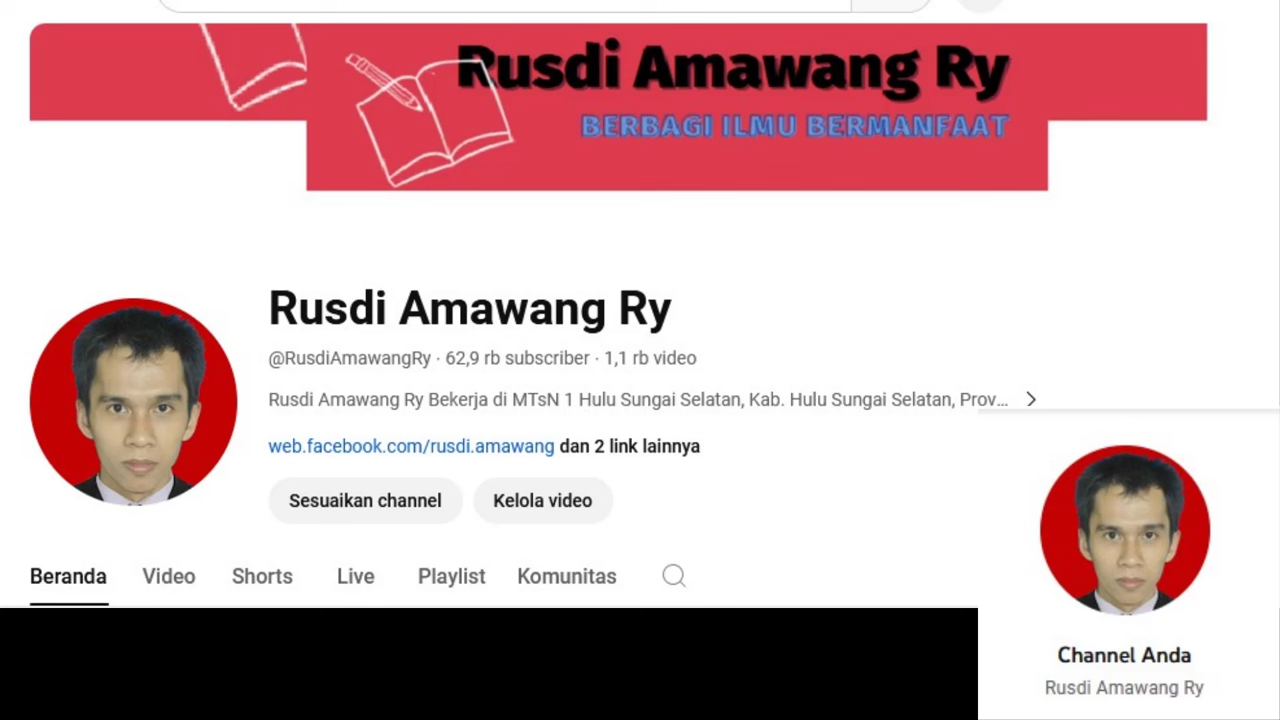 Rusdi Amawang Ry
BERBAGI ILMU BERMANFAAT
Rusdi Amawang Ry
@RusdiAmawangRy · 62,9 rb subscriber · 1,1 rb video
Rusdi Amawang Ry Bekerja di MTsN 1 Hulu Sungai Selatan, Kab. Hulu Sungai Selatan, Prov...
web.facebook.com/rusdi.amawang dan 2 link lainnya
Sesuaikan channel Kelola video
Beranda Video Shorts Live Playlist Komunitas
Channel Anda
Rusdi Amawang Ry